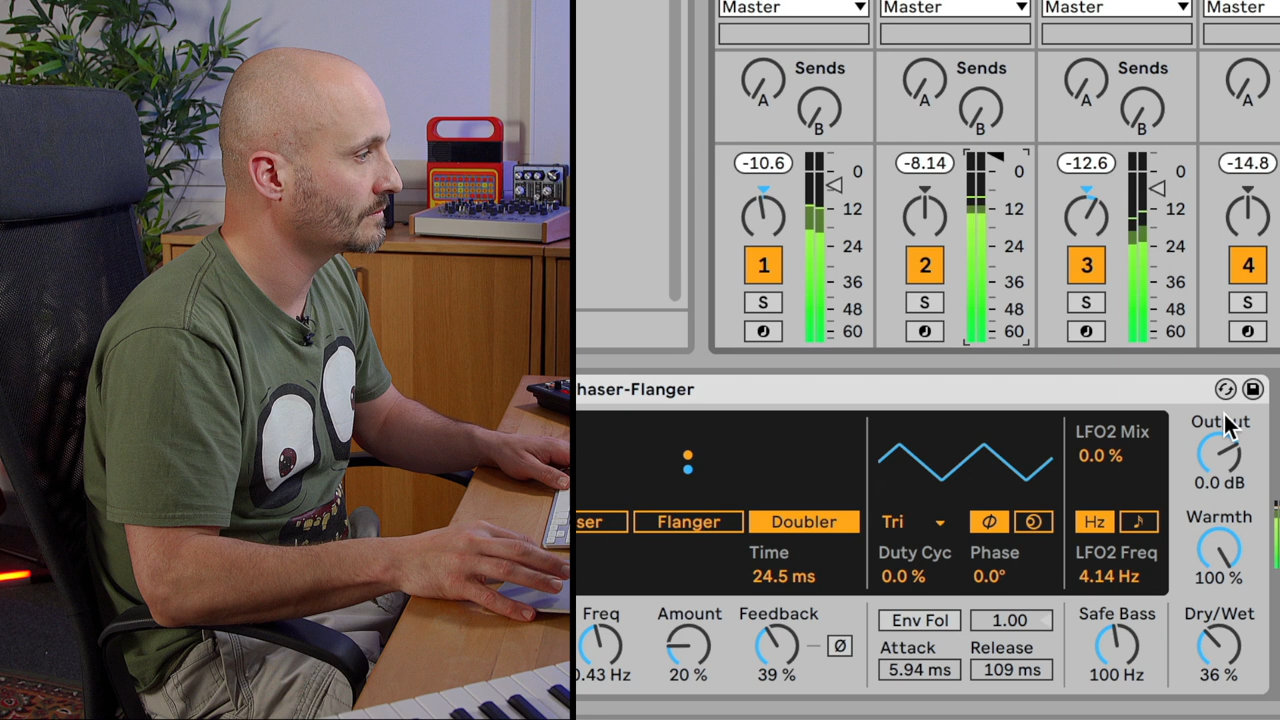 Master Master Master Master
Sends Sends Sends
A A A A
B B B
-10.6 -8.14 -12.6 -14.8
0 0 0
12 12 12
24 24 24
1 2 3 4
36 36 36
S S S
48 48 48
60 60 60
haser-Flanger
Output
LFO2 Mix
0.0 %
0.0 dB
Warmth
ser Flanger Doubler Tri Hz
Time Duty Cyc Phase LFO2 Freq
24.5 ms 0.0 % 0.0° 4.14 Hz
100 %
Freq Amount Feedback Env Fol 1.00 Safe Bass Dry/Wet
Ø
Attack Release
0.43 Hz 20 % 39 % 5.94 ms 109 ms 100 Hz 36 %